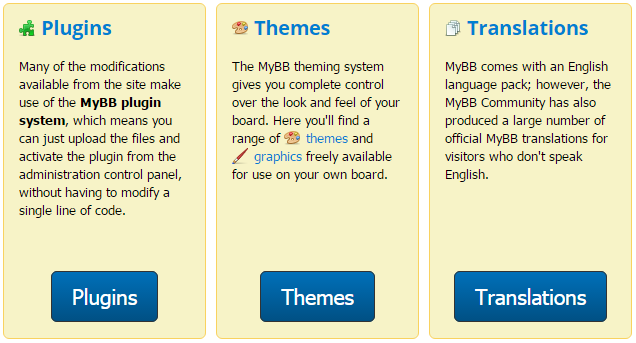 Plugins
Many of the modifications
available from the site make
use of the MyBB plugin
system, which means you
can just upload the files and
activate the plugin from the
administration control panel,
without having to modify a
single line of code.
Plugins
Themes
The MyBB theming system
gives you complete control
over the look and feel of your
board. Here you'll find a
range of themes and
graphics freely available
for use on your own board.
Themes
Translations
MyBB comes with an English
language pack; however, the
MyBB Community has also
produced a large number of
official MyBB translations for
visitors who don't speak
English.
Translations